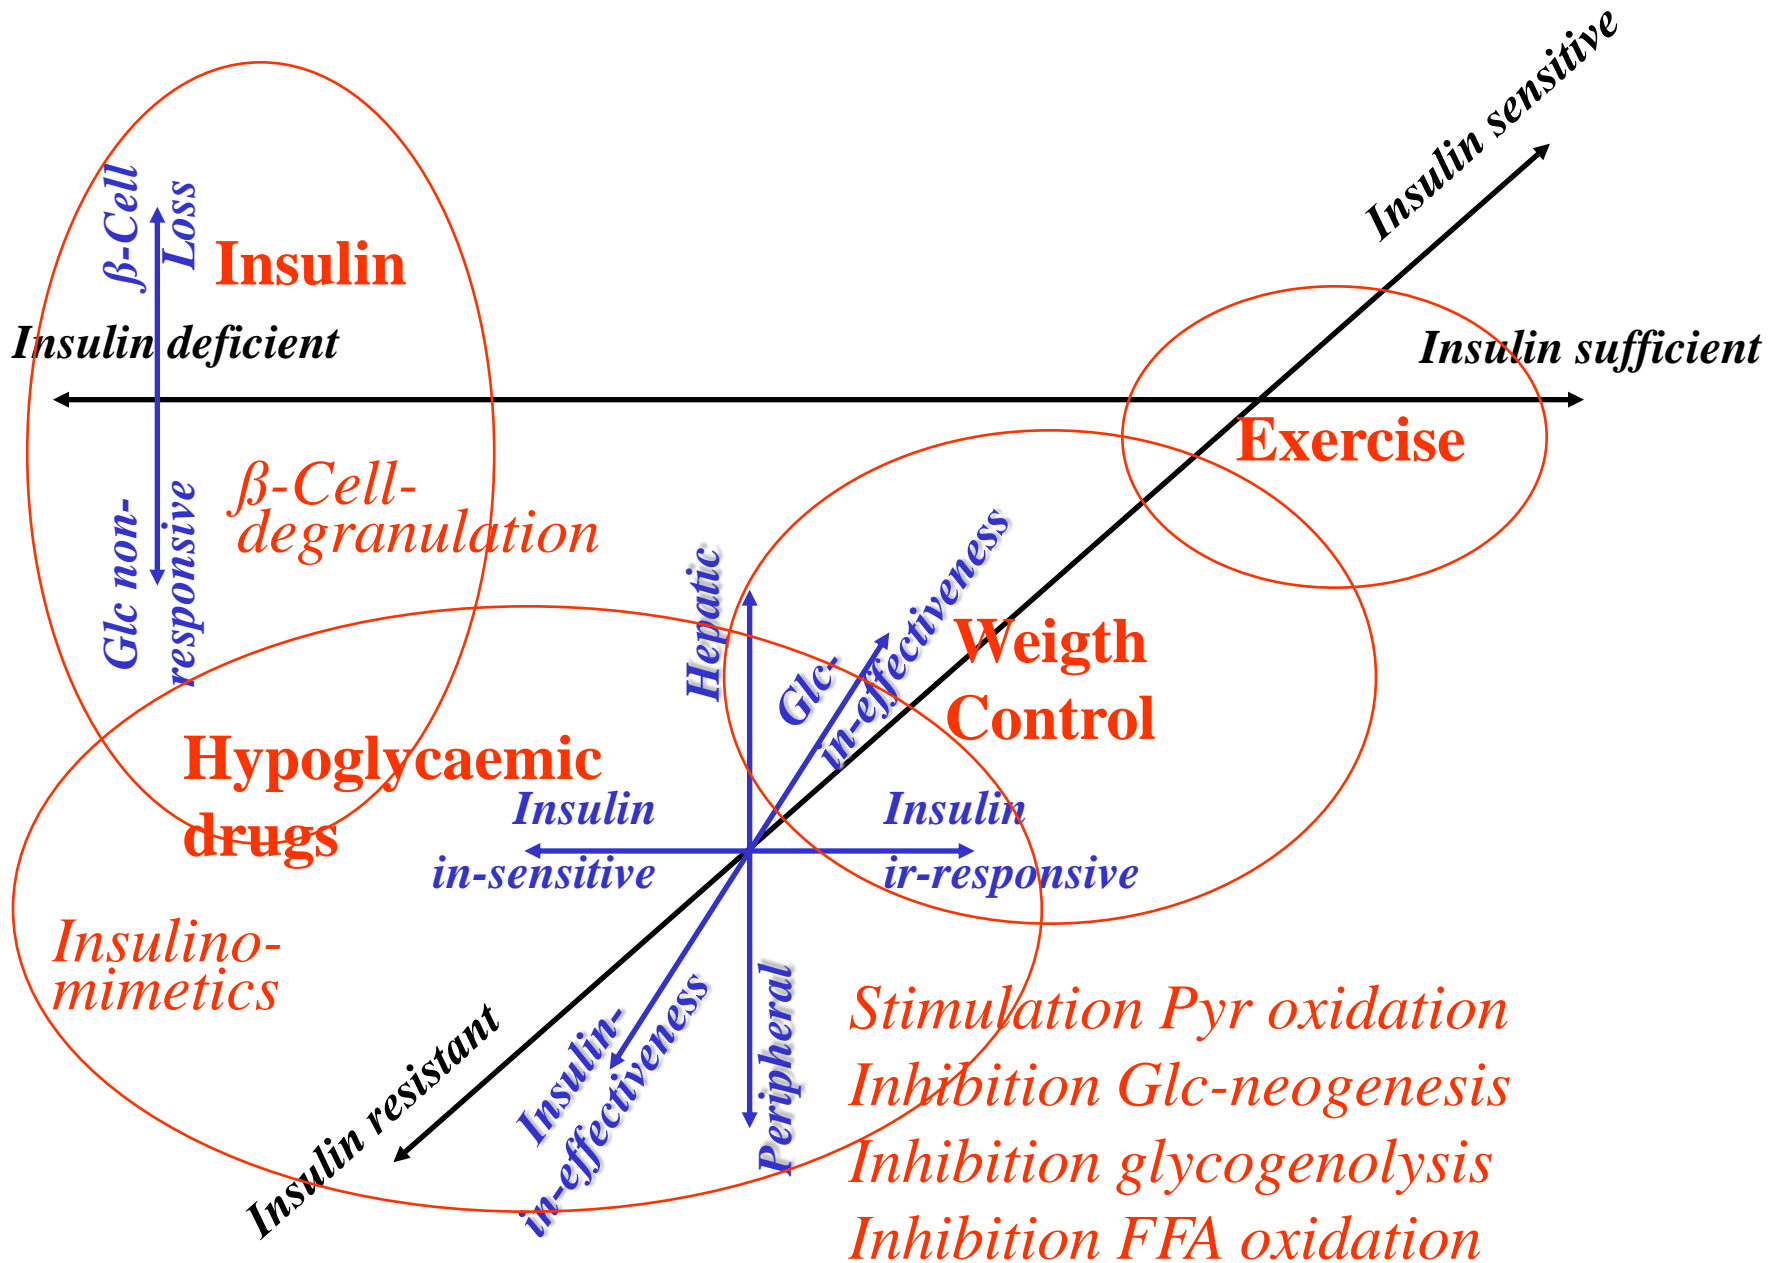 Insulin sensitive
ß-Cell
Loss
Insulin
Insulin deficient
Insulin sufficient
Exercise
ß-Cell-
degranulation
Glc non-
responsive
Hepatic
Glc-
in-effectiveness
Weigth
Control
Hypoglycaemic
drugs
Insulin
in-sensitive
Insulin
ir-responsive
Insulino-
mimetics
Insulin resistant
Insulin-
in-effectiveness
Peripheral
Stimulation Pyr oxidation
Inhibition Glc-neogenesis
Inhibition glycogenolysis
Inhibition FFA oxidation